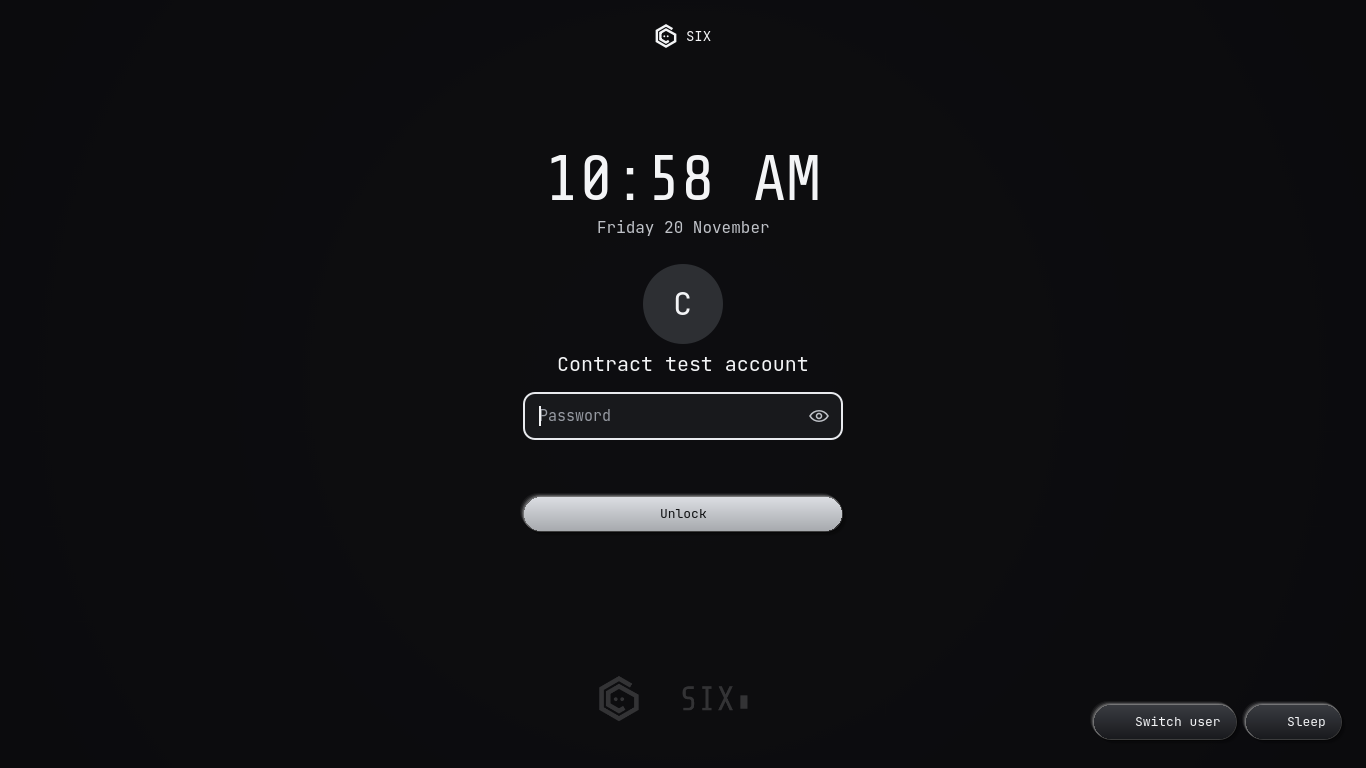 SIX
10:58 AM
Friday 20 November
C
Contract test account
Password
Unlock
SIX
Switch user
Sleep